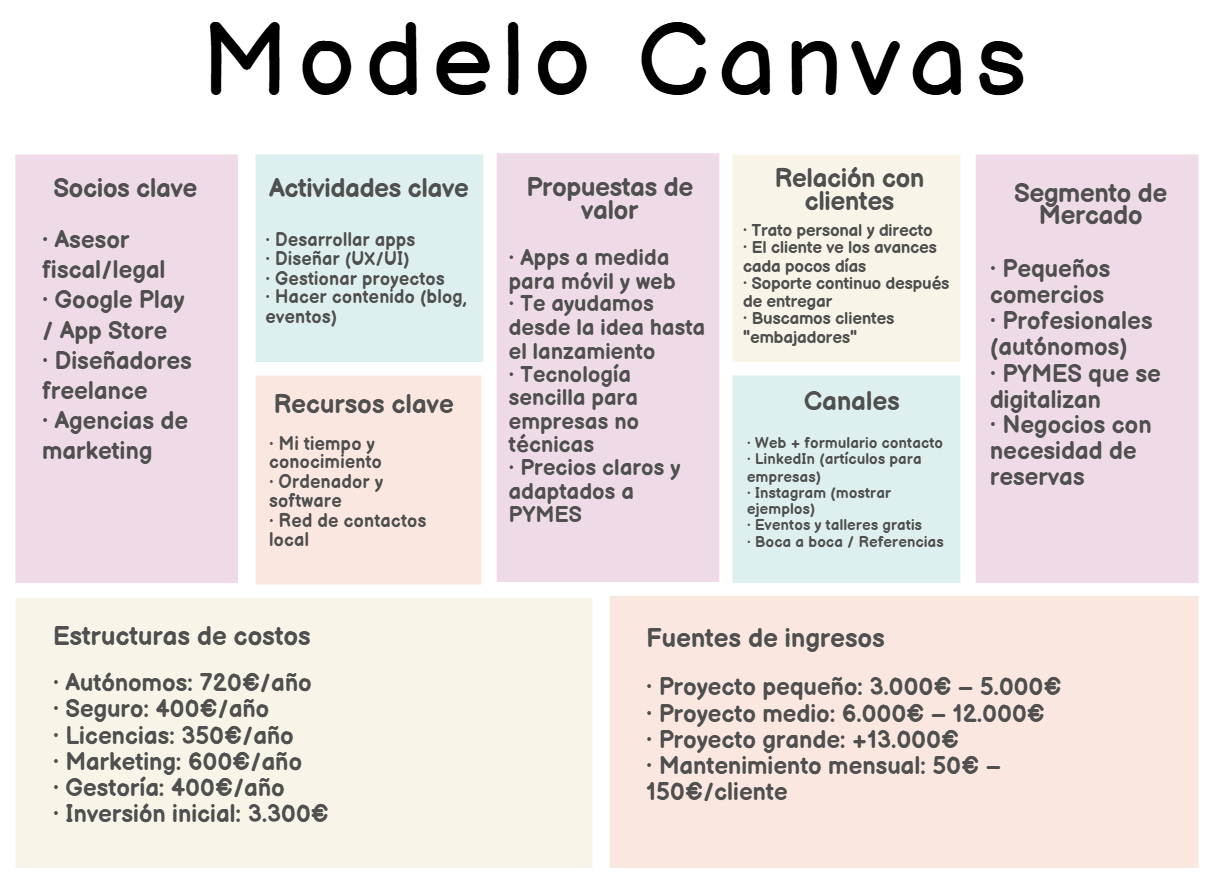 Modelo Canvas
Socios clave
· Asesor
fiscal/legal
· Google Play
/ App Store
· Diseñadores
freelance
· Agencias de
marketing
Actividades clave
· Desarrollar apps
· Diseñar (UX/UI)
· Gestionar proyectos
· Hacer contenido (blog,
eventos)
Recursos clave
· Mi tiempo y
conocimiento
· Ordenador y
software
· Red de contactos
local
Propuestas de
valor
· Apps a medida
para móvil y web
· Te ayudamos
desde la idea hasta
el lanzamiento
· Tecnología
sencilla para
empresas no
técnicas
· Precios claros y
adaptados a
PYMES
Relación con
clientes
· Trato personal y directo
· El cliente ve los avances
cada pocos días
· Soporte continuo después
de entregar
· Buscamos clientes
"embajadores"
Canales
· Web + formulario contacto
· LinkedIn (artículos para
empresas)
· Instagram (mostrar
ejemplos)
· Eventos y talleres gratis
· Boca a boca / Referencias
Segmento de
Mercado
· Pequeños
comercios
· Profesionales
(autónomos)
· PYMES que se
digitalizan
· Negocios con
necesidad de
reservas
Estructuras de costos
· Autónomos: 720€/año
· Seguro: 400€/año
· Licencias: 350€/año
· Marketing: 600€/año
· Gestoría: 400€/año
· Inversión inicial: 3.300€
Fuentes de ingresos
· Proyecto pequeño: 3.000€ – 5.000€
· Proyecto medio: 6.000€ – 12.000€
· Proyecto grande: +13.000€
· Mantenimiento mensual: 50€ –
150€/cliente